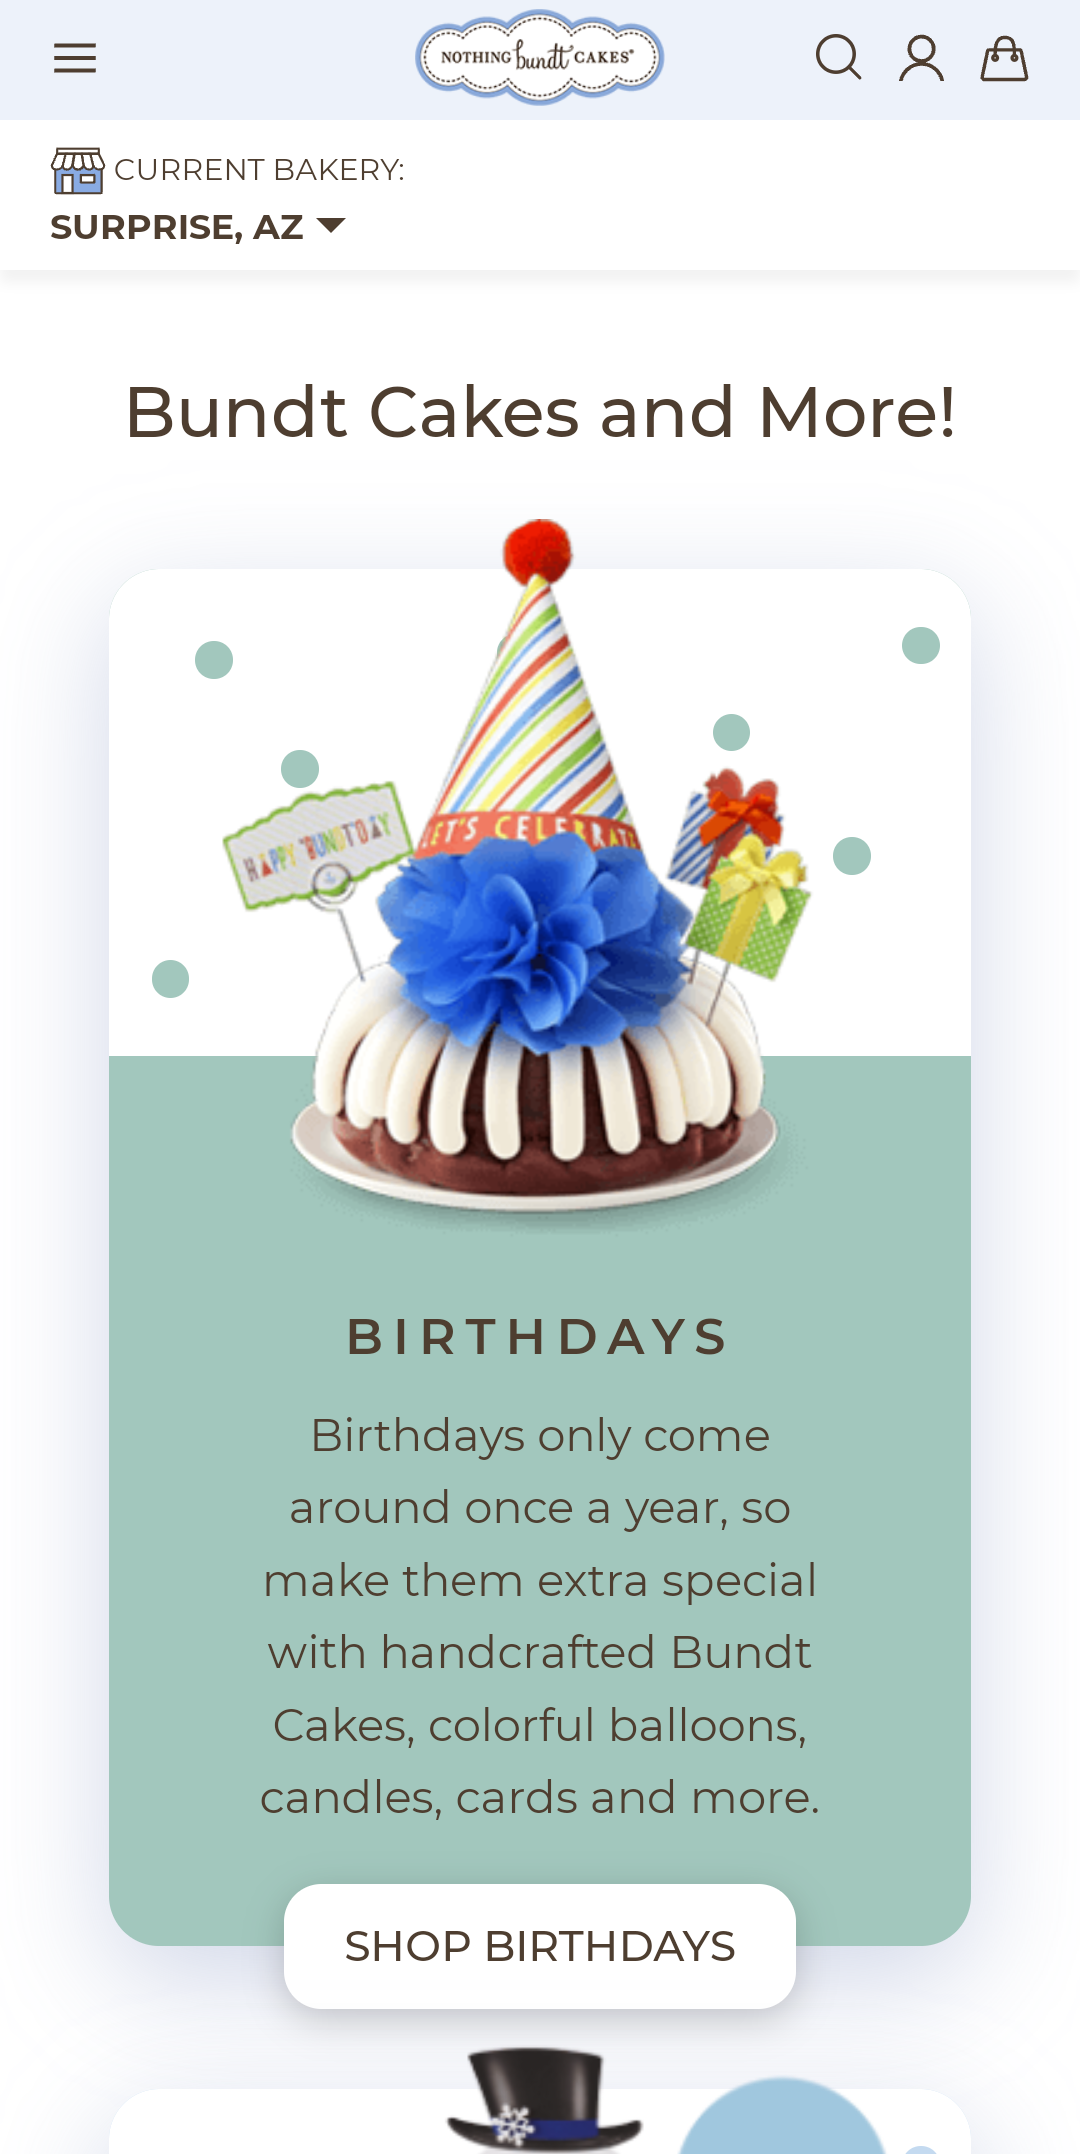 NOTHING bundt CAKES®
CURRENT BAKERY:
SURPRISE, AZ
Bundt Cakes and More!
LET'S CELEBRATE
HAPPY "BUNDT"DAY
BIRTHDAYS
Birthdays only come
around once a year, so
make them extra special
with handcrafted Bundt
Cakes, colorful balloons,
candles, cards and more.
SHOP BIRTHDAYS